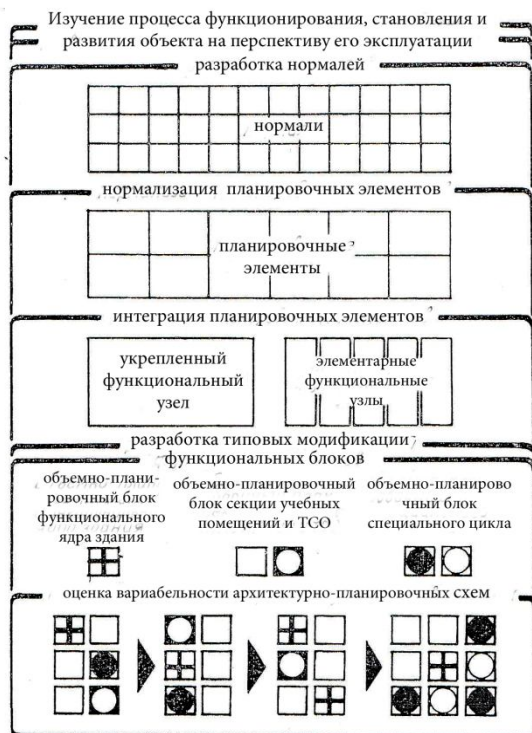 Изучение процесса функционирования, становления и
развития объекта на перспективу его эксплуатации
разработка нормалей
нормали
нормализация планировочных элементов
планировочные
элементы
интеграция планировочных элементов
укрепленный
функциональный
узел
элементарные
функциональные
узлы
разработка типовых модификации
функциональных блоков
объемно-плани-
ровочный блок
функционального
ядра здания
объемно-планировочный
блок секции учебных
помещений и ТСО
объемно-планирово
чный блок
специального цикла
оценка вариабельности архитектурно-планировочных схем